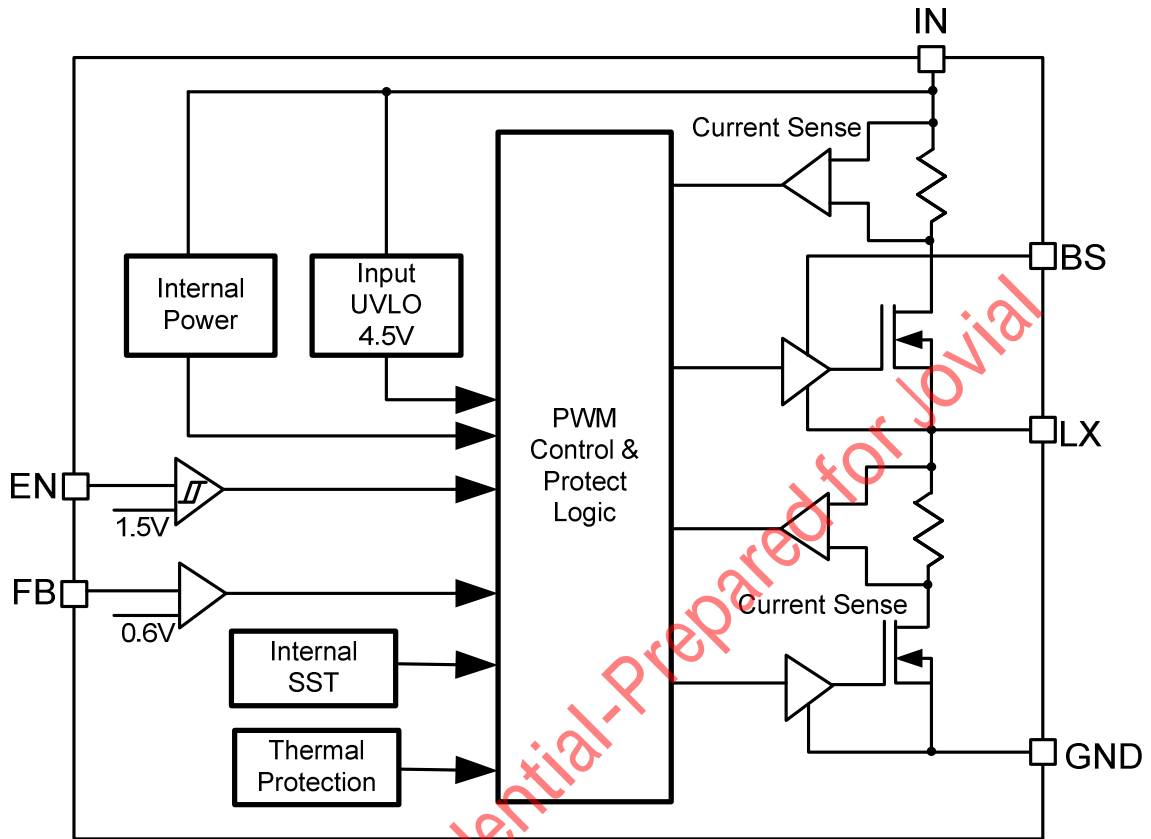 IN
Current Sense
BS
Internal
Power
Input
UVLO
4.5V
PWM
Control &
Protect
Logic
LX
EN
1.5V
FB
0.6V
Current Sense
Internal
SST
Thermal
Protection
GND
ential-Prepared for Jovial